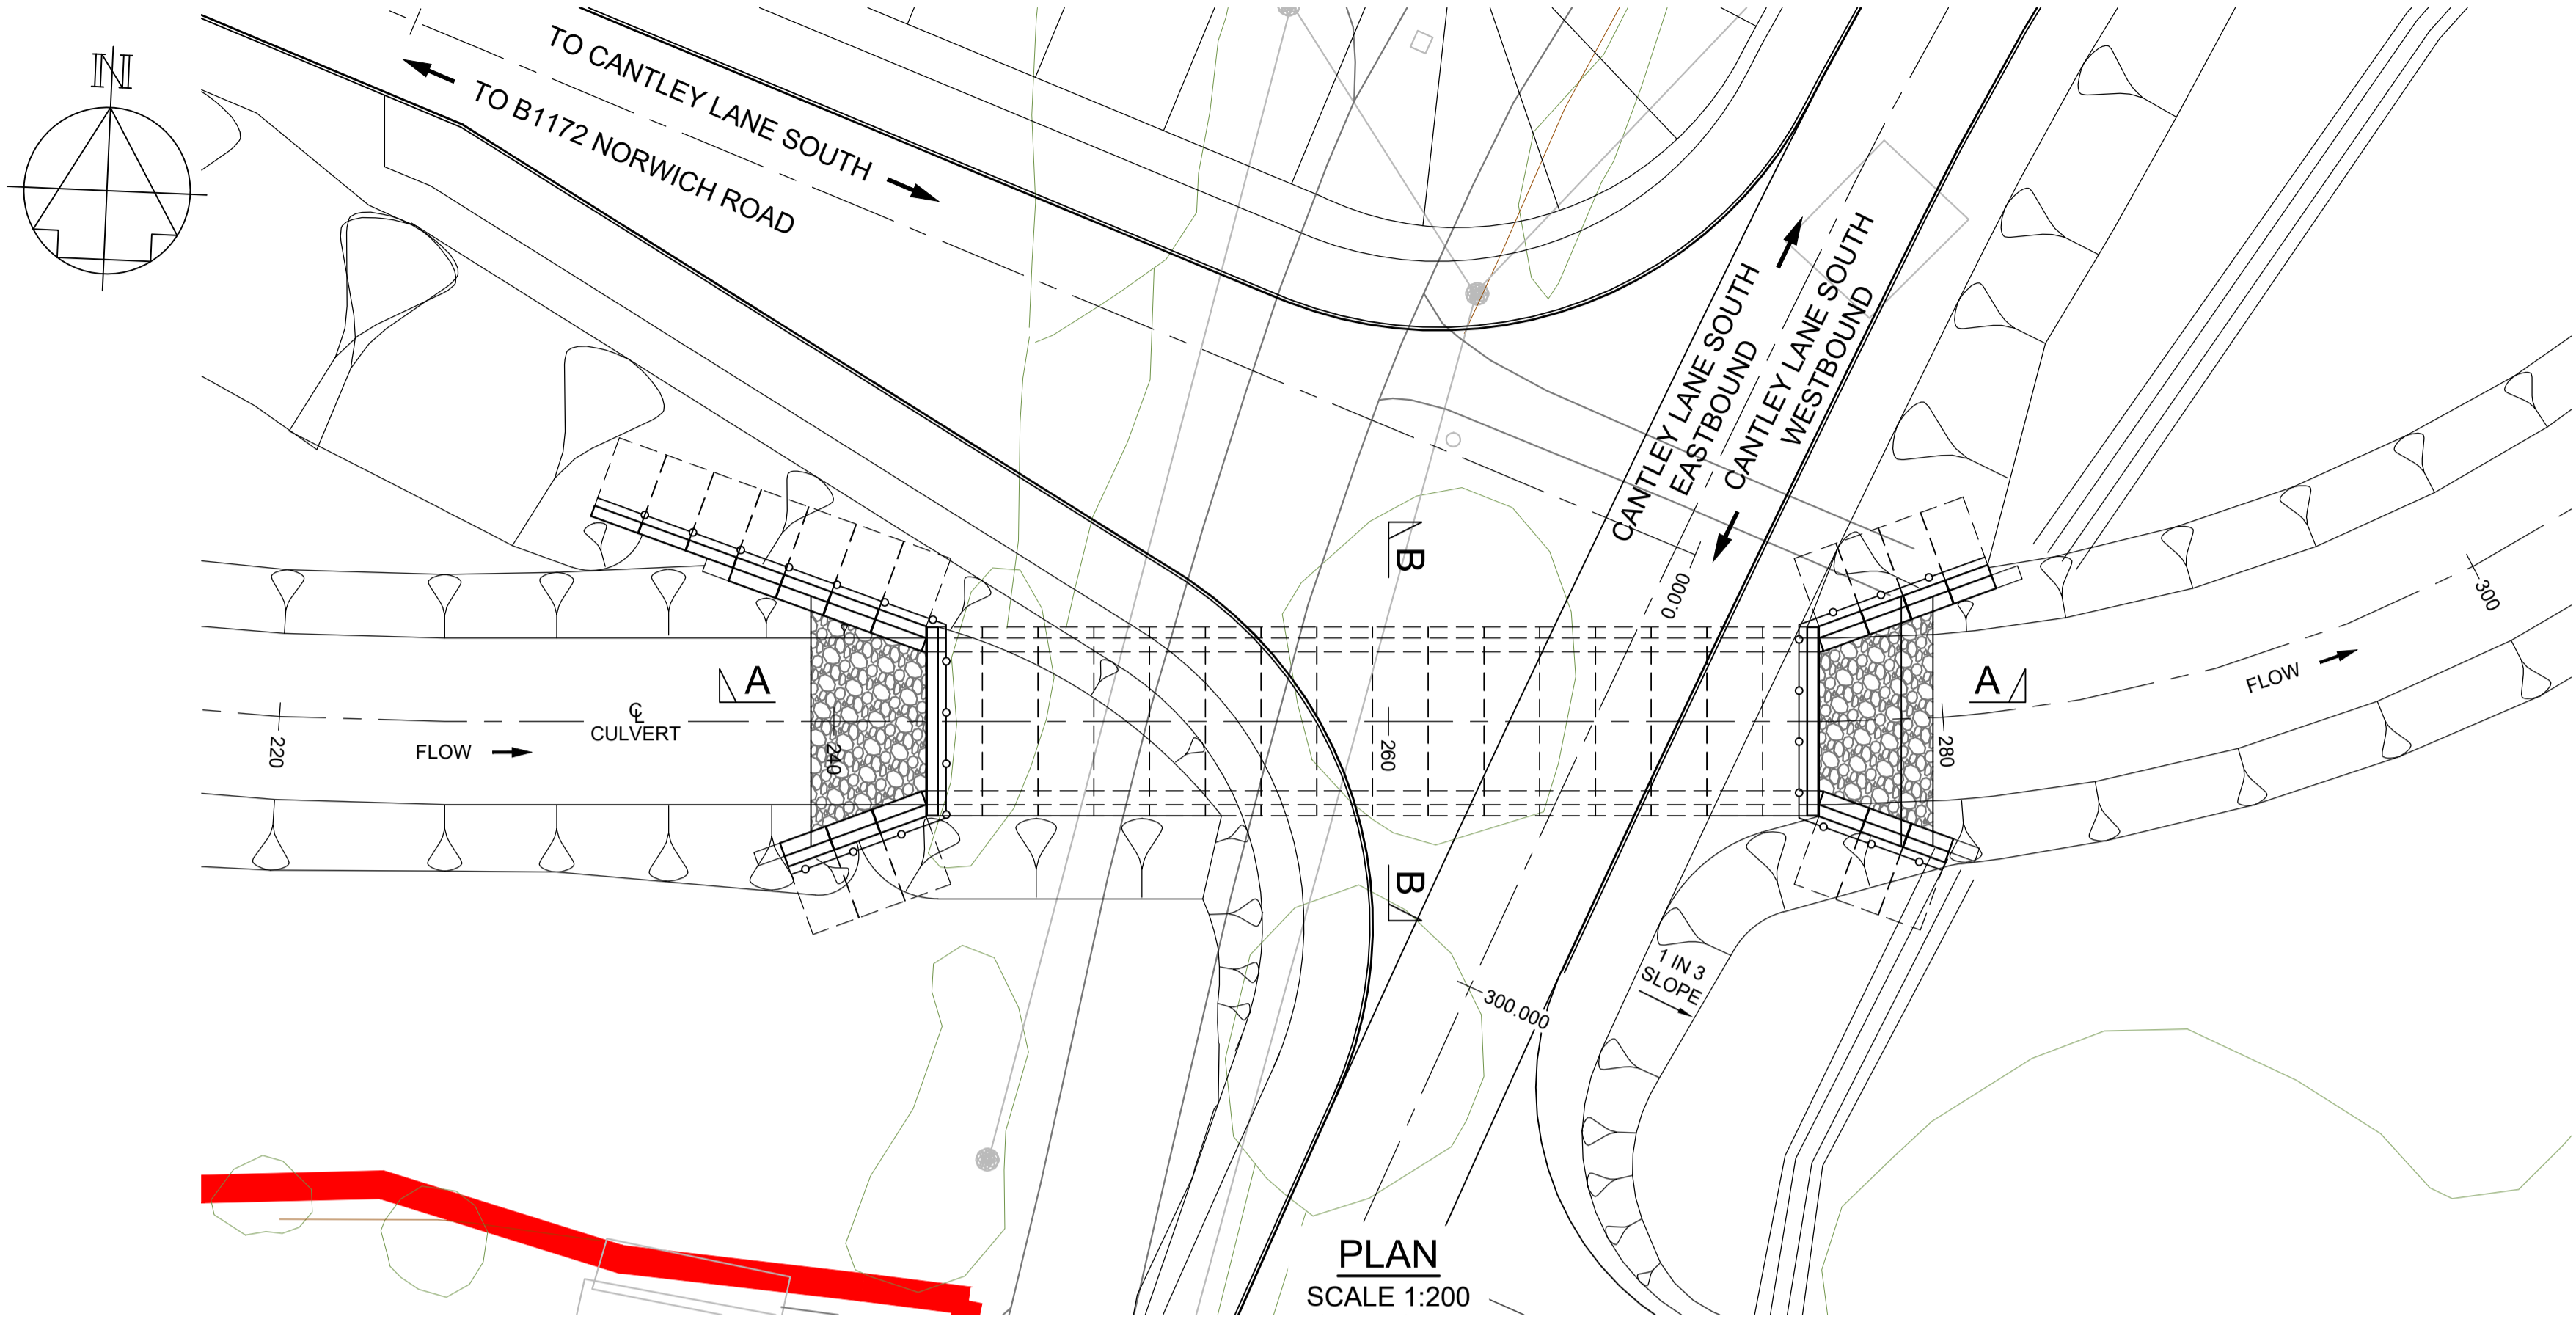 N
TO CANTLEY LANE SOUTH
TO B1172 NORWICH ROAD
CANTLEY LANE SOUTH
EASTBOUND
CANTLEY LANE SOUTH
WESTBOUND
B
0.000
300
A
A
FLOW
℄
CULVERT
FLOW
220
240
260
280
B
1 IN 3
SLOPE
300.000
PLAN
SCALE 1:200